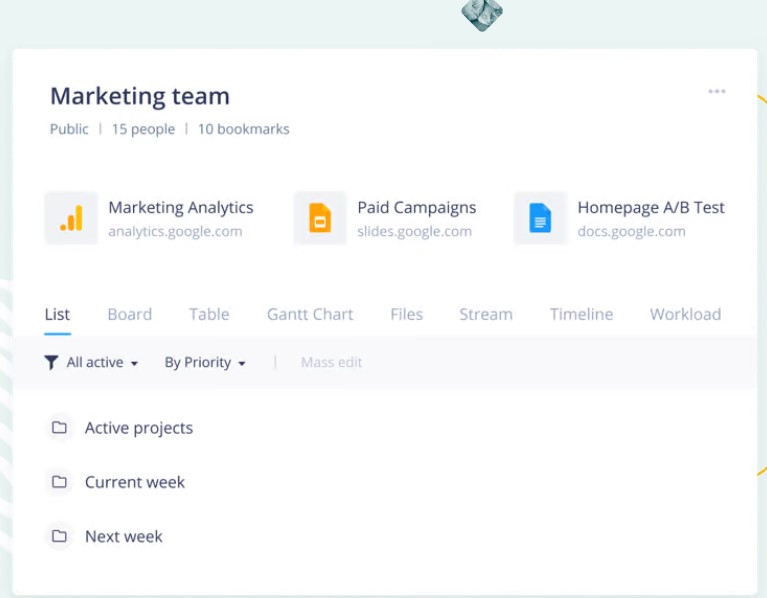 Marketing team
Public | 15 people | 10 bookmarks
Marketing Analytics
analytics.google.com
Paid Campaigns
slides.google.com
Homepage A/B Test
docs.google.com
List Board Table Gantt Chart Files Stream Timeline Workload
All active By Priority | Mass edit
Active projects
Current week
Next week